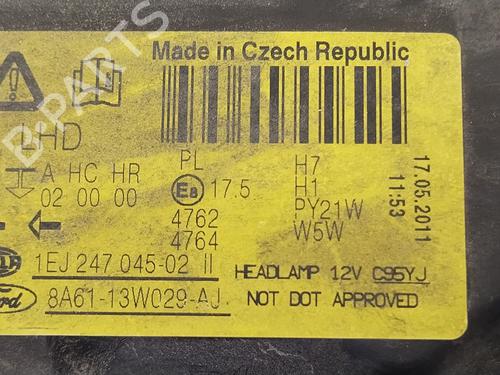 Made in Czech Republic
LHD
A HC HR
02 00 00
PL
E8 17.5
4762
4764
H7
H1
PY21W
W5W
17.05.2011
11:53
1EJ 247 045-02 II
HEADLAMP 12V C95YJ
Ford 8A61-13W029-AJ
NOT DOT APPROVED
B-PARTS